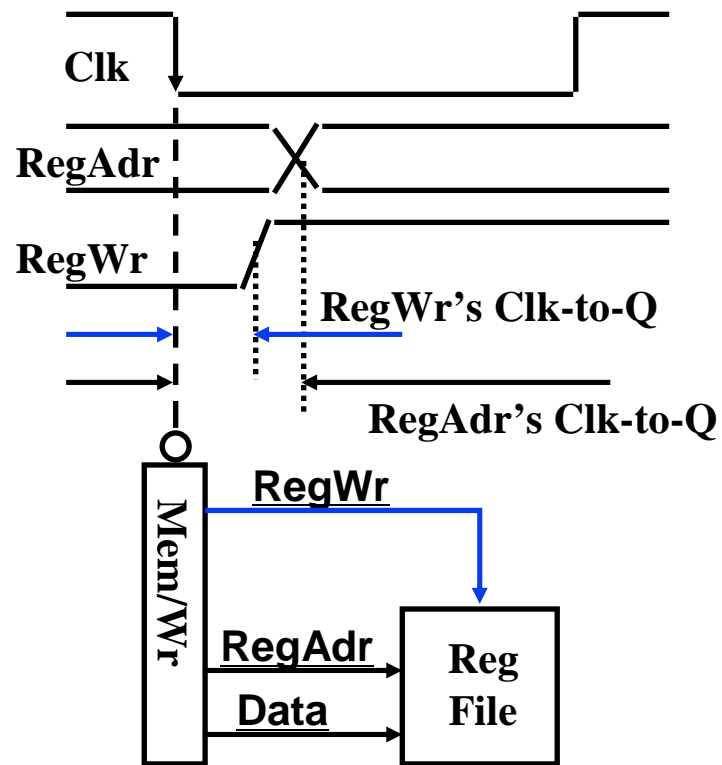 Clk
RegAdr
RegWr
RegWr's Clk-to-Q
RegAdr's Clk-to-Q
RegWr
Mem/Wr
RegAdr
Data
Reg
File